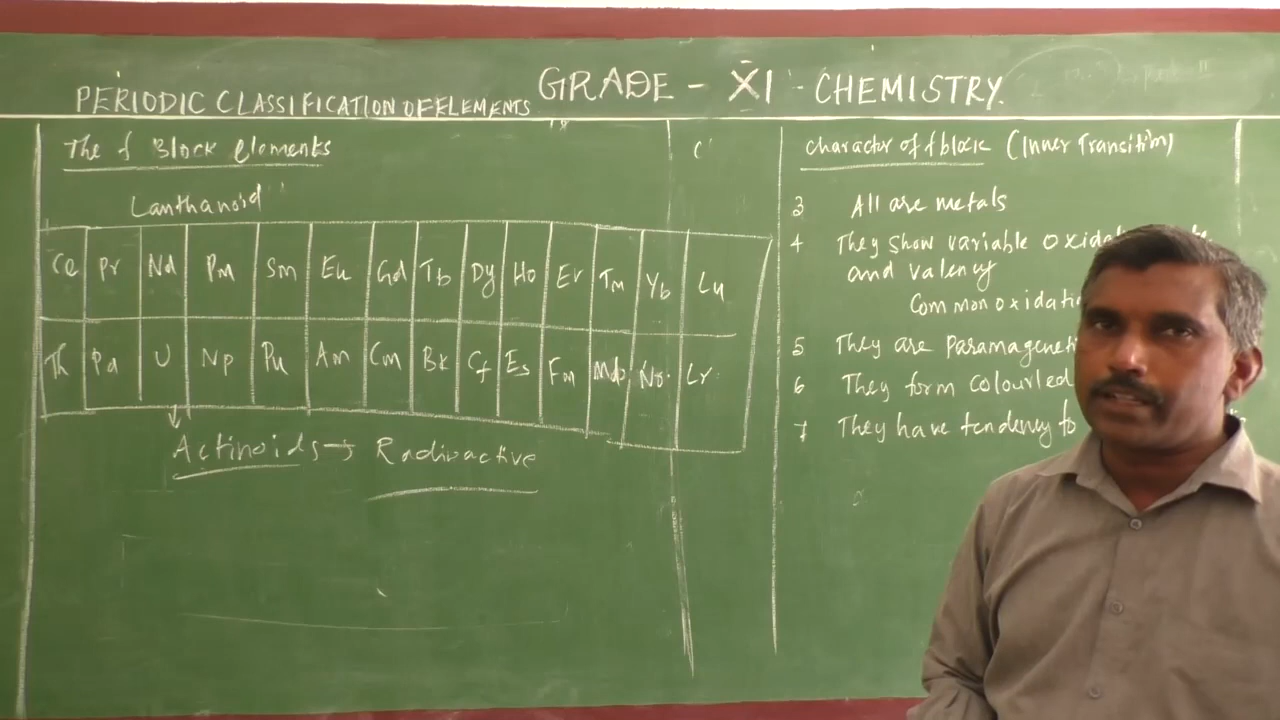 PERIODIC CLASSIFICATION OF ELEMENTS GRADE - XI - CHEMISTRY.
The f Block elements
Lanthanoid
Ce Pr Nd Pm Sm Eu Gd Tb Dy Ho Er Tm Yb Lu
Th Pa U Np Pu Am Cm Bk Cf Es Fm Md No. Lr.
Actinoids → Radioactive
Character of f block (Inner Transition)
3 All are metals
4 They show variable
and valency
Common
5 They are
6 They form colourled
7 They have tendency to